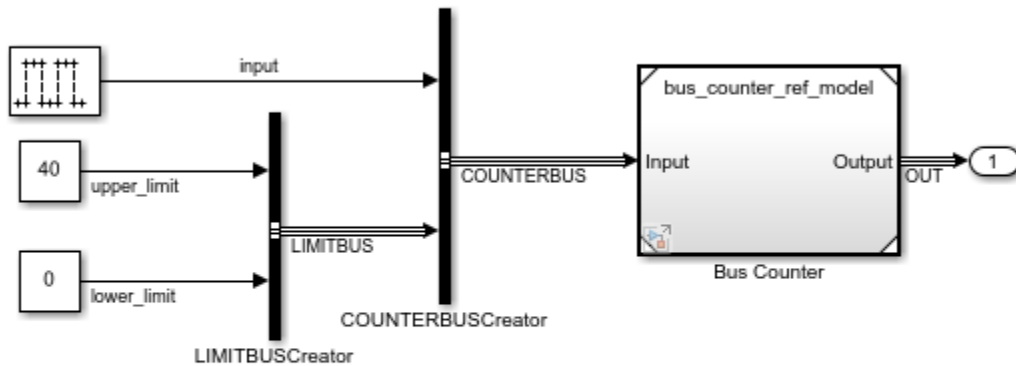 input
bus_counter_ref_model
40
upper_limit
COUNTERBUS
Input
Output
OUT
1
LIMITBUS
0
lower_limit
Bus Counter
COUNTERBUSCreator
LIMITBUSCreator